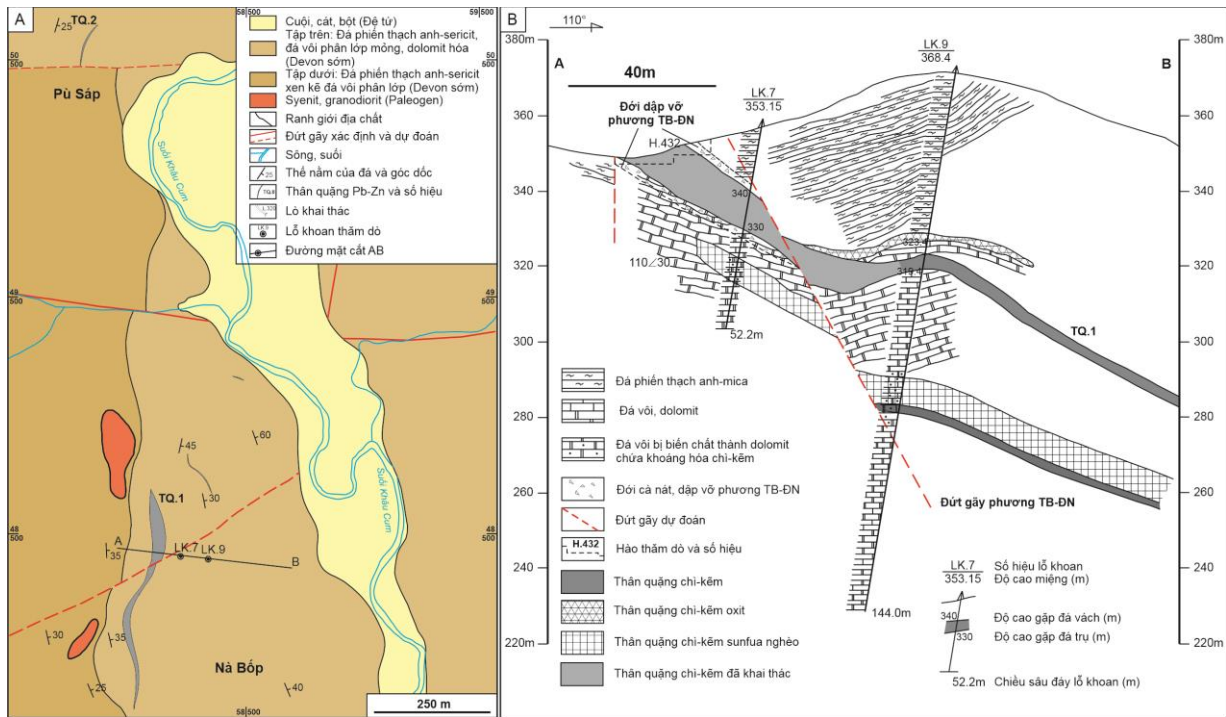 A
TQ.2
25
58 500
59 500
50
500
50
600
Pù Sáp
Cuội, cát, bột (Đệ tứ)
Tập trên: Đá phiến thạch anh-sericit,
đá vôi phân lớp mỏng, dolomit hóa
(Devon sớm)
Tập dưới: Đá phiến thạch anh-sericit
xen kẽ đá vôi phân lớp (Devon sớm)
Syenit, granodiorit (Paleogen)
Ranh giới địa chất
Đứt gãy xác định và dự đoán
Sông, suối
25
Thế nằm của đá và góc dốc
TQ.8
Thân quặng Pb-Zn và số hiệu
Lò khai thác
Lỗ khoan thăm dò
Đường mặt cắt AB
Suối Khâu Cum
49
500
49
500
60
45
30
TQ.1
Suối Khâu Cum
48
500
48
500
A
LK.7
LK.9
B
35
30
35
Nà Bốp
25
40
58 500
250 m
B
110°
380m
380m
A
B
40m
LK.9
368.4
LK.7
353.15
Đới dập vỡ
phương TB-ĐN
H.432
360
360
340
340
340
330
323.4
319.4
110∠30
320
320
TQ.1
52.2m
300
300
280
280
260
260
240
240
220m
220m
144.0m
Đứt gãy phương TB-ĐN
Đá phiến thạch anh-mica
Đá vôi, dolomit
Đá vôi bị biến chất thành dolomit
chứa khoáng hóa chì-kẽm
Đới cà nát, dập vỡ phương TB-ĐN
Đứt gãy dự đoán
H.432
Hào thăm dò và số hiệu
Thân quặng chì-kẽm
Thân quặng chì-kẽm oxit
Thân quặng chì-kẽm sunfua nghèo
Thân quặng chì-kẽm đã khai thác
LK.7
353.15
Số hiệu lỗ khoan
Độ cao miệng (m)
340
Độ cao gặp đá vách (m)
330
Độ cao gặp đá trụ (m)
52.2m
Chiều sâu đáy lỗ khoan (m)